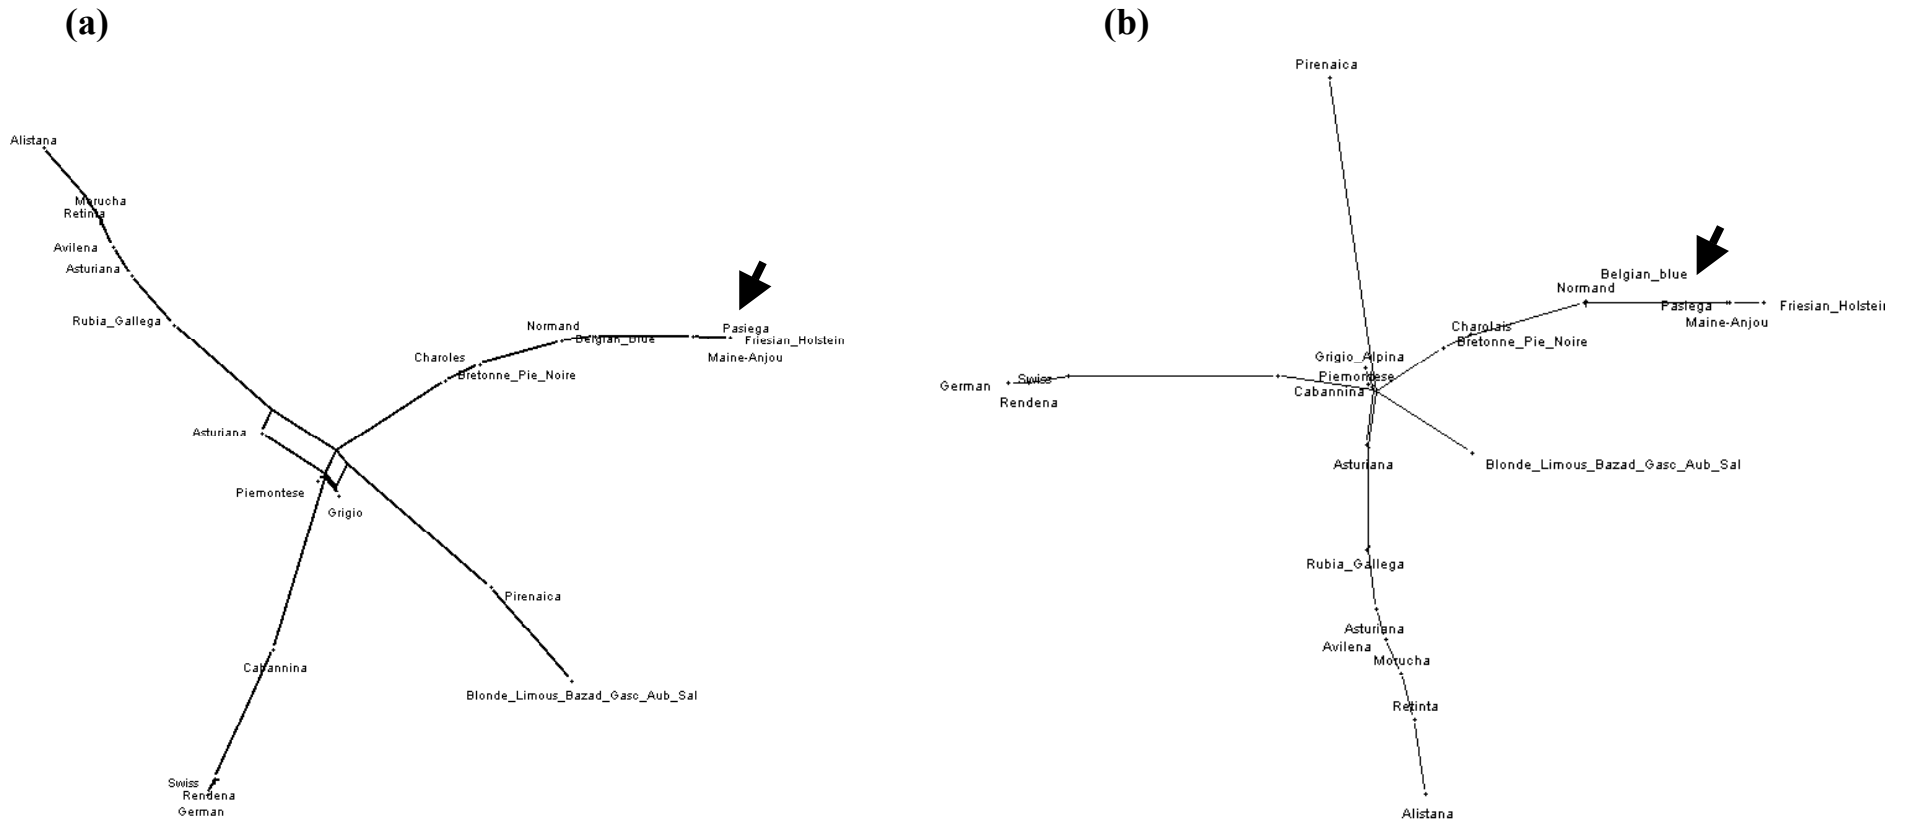 (a)
Alistana
Morucha
Retinta
Avilena
Asturiana
Rubia_Gallega
Pasiega
Normand
Belgian_blue
Friesian_Holstein
Charoles
Maine-Anjou
Bretonne_Pie_Noire
Asturiana
Piemontese
Grigio
Pirenaica
Cabannina
Blonde_Limous_Bazad_Gasc_Aub_Sal
Swiss
Rendena
German
(b)
Pirenaica
Belgian_blue
Normand
Pasiega
Friesian_Holstei
Maine-Anjou
Charolais
Bretonne_Pie_Noire
Grigio_Alpina
Piemontese
Cabannina
Swiss
German
Rendena
Asturiana
Blonde_Limous_Bazad_Gasc_Aub_Sal
Rubia_Gallega
Asturiana
Avilena
Morucha
Retinta
Alistana